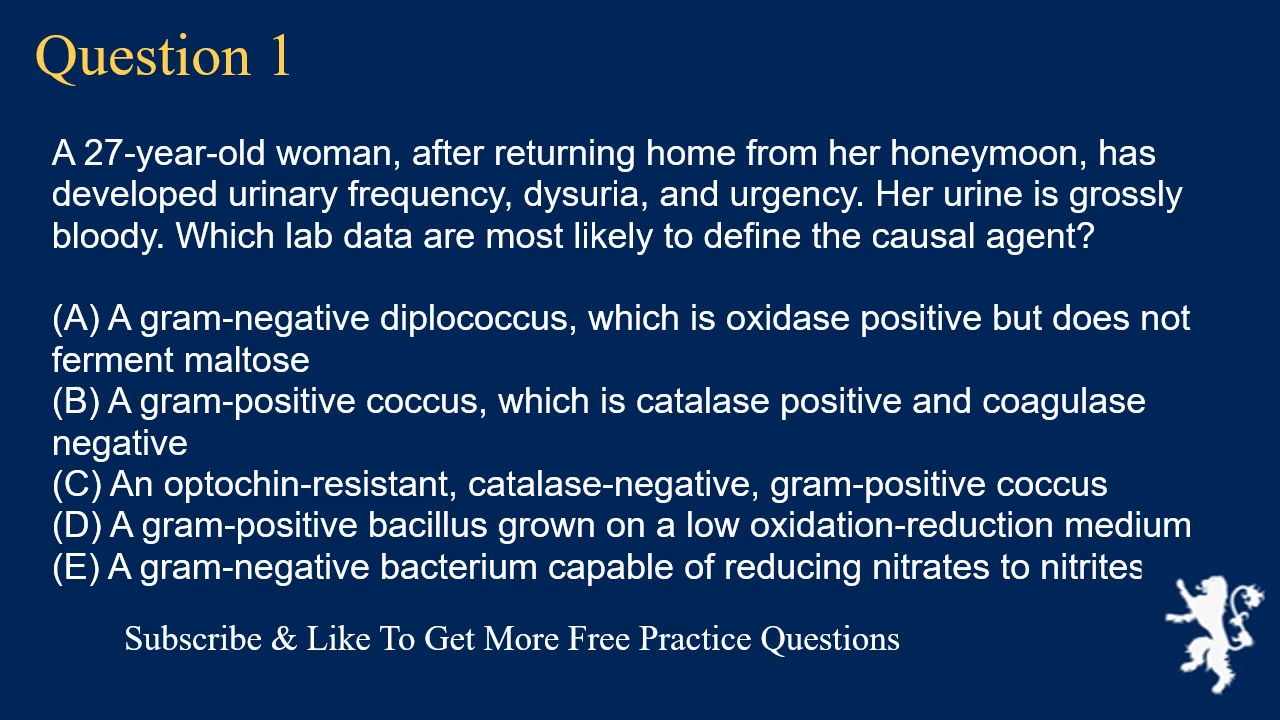 Question 1
A 27-year-old woman, after returning home from her honeymoon, has
developed urinary frequency, dysuria, and urgency. Her urine is grossly
bloody. Which lab data are most likely to define the causal agent?
(A) A gram-negative diplococcus, which is oxidase positive but does not
ferment maltose
(B) A gram-positive coccus, which is catalase positive and coagulase
negative
(C) An optochin-resistant, catalase-negative, gram-positive coccus
(D) A gram-positive bacillus grown on a low oxidation-reduction medium
(E) A gram-negative bacterium capable of reducing nitrates to nitrites
Subscribe & Like To Get More Free Practice Questions